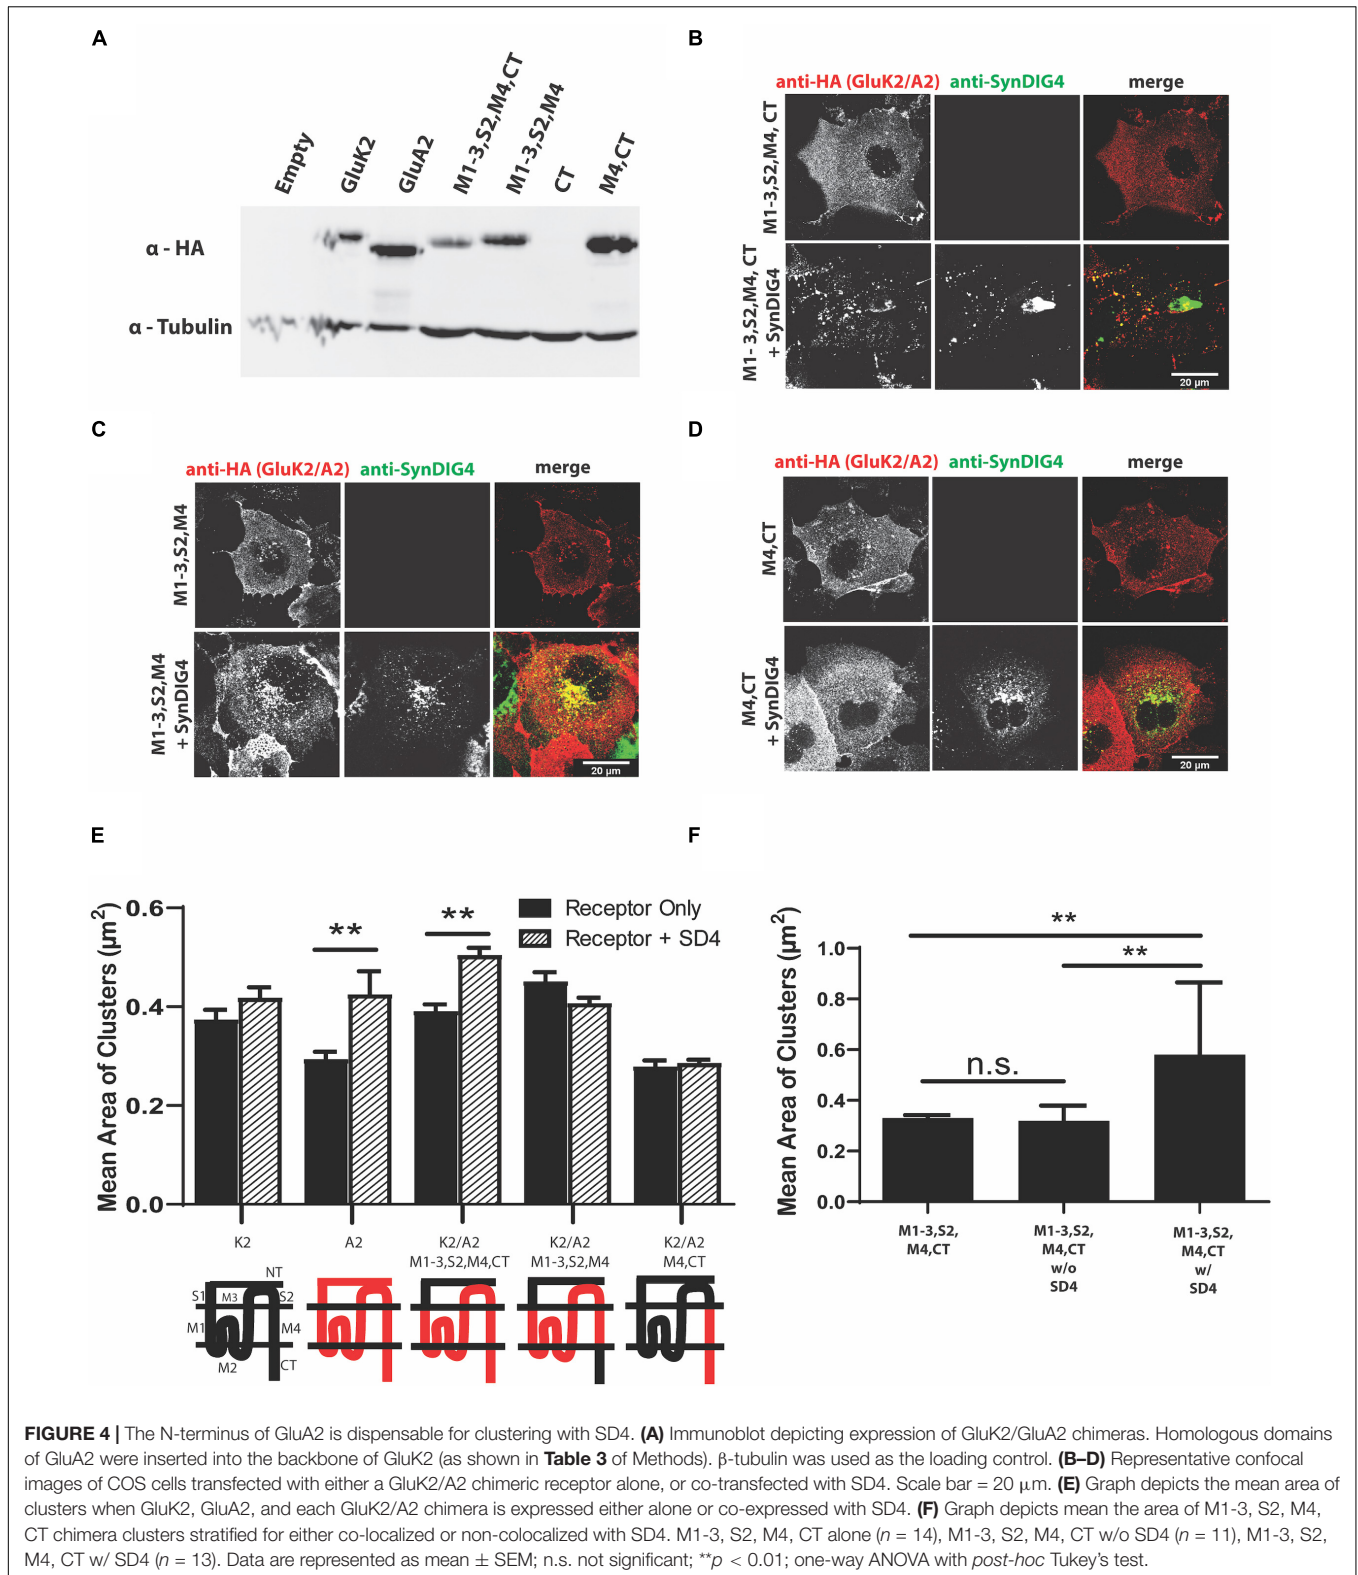 A
Empty
GluK2
GluA2
M1-3,S2,M4,CT
M1-3,S2,M4
CT
M4,CT
α - HA
α - Tubulin
B
anti-HA (GluK2/A2) anti-SynDIG4 merge
M1-3,S2,M4, CT
M1- 3,S2,M4, CT
+ SynDIG4
20 µm
C
anti-HA (GluK2/A2) anti-SynDIG4 merge
M1-3,S2,M4
M1-3,S2,M4
+ SynDIG4
20 µm
D
anti-HA (GluK2/A2) anti-SynDIG4 merge
M4,CT
M4,CT
+ SynDIG4
20 µm
E
Mean Area of Clusters (µm²)
0.6
0.4
0.2
0.0
**
**
Receptor Only
Receptor + SD4
K2
A2
K2/A2
M1-3,S2,M4,CT
K2/A2
M1-3,S2,M4
K2/A2
M4,CT
NT
S1
M3
S2
M1
M4
M2
CT
F
Mean Area of Clusters (µm²)
1.0
0.8
0.6
0.4
0.2
0.0
**
**
n.s.
M1-3,S2,
M4,CT
M1-3,S2,
M4,CT
w/o
SD4
M1-3,S2,
M4,CT
w/
SD4
FIGURE 4 | The N-terminus of GluA2 is dispensable for clustering with SD4. (A) Immunoblot depicting expression of GluK2/GluA2 chimeras. Homologous domains
of GluA2 were inserted into the backbone of GluK2 (as shown in Table 3 of Methods). β-tubulin was used as the loading control. (B–D) Representative confocal
images of COS cells transfected with either a GluK2/A2 chimeric receptor alone, or co-transfected with SD4. Scale bar = 20 µm. (E) Graph depicts the mean area of
clusters when GluK2, GluA2, and each GluK2/A2 chimera is expressed either alone or co-expressed with SD4. (F) Graph depicts mean the area of M1-3, S2, M4,
CT chimera clusters stratified for either co-localized or non-colocalized with SD4. M1-3, S2, M4, CT alone (n = 14), M1-3, S2, M4, CT w/o SD4 (n = 11), M1-3, S2,
M4, CT w/ SD4 (n = 13). Data are represented as mean ± SEM; n.s. not significant; **p < 0.01; one-way ANOVA with post-hoc Tukey's test.